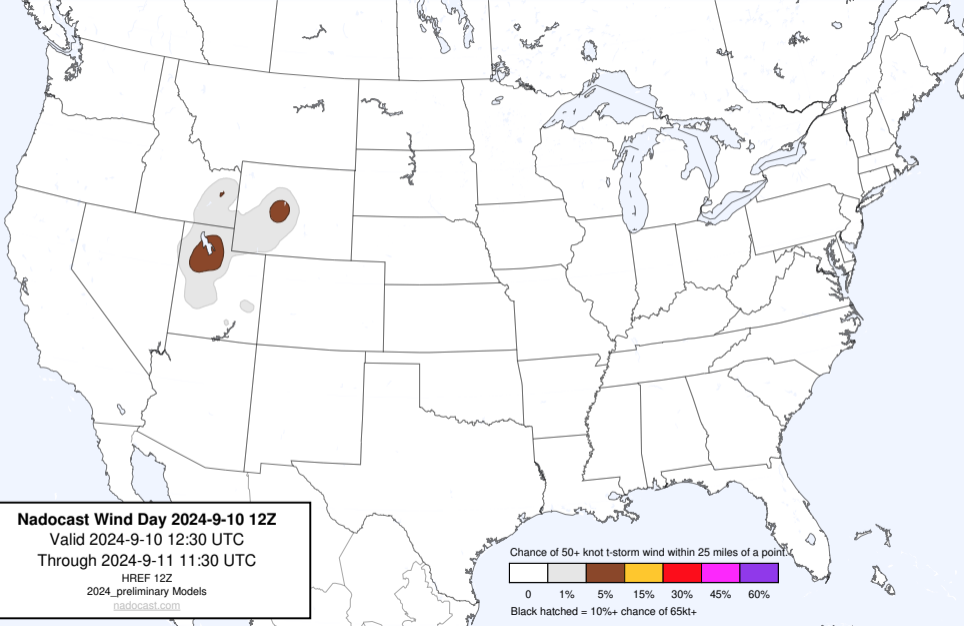 Nadocast Wind Day 2024-9-10 12Z
Valid 2024-9-10 12:30 UTC
Through 2024-9-11 11:30 UTC
HREF 12Z
2024_preliminary Models
nadocast.com
Chance of 50+ knot t-storm wind within 25 miles of a point.
0 1% 5% 15% 30% 45% 60%
Black hatched = 10%+ chance of 65kt+